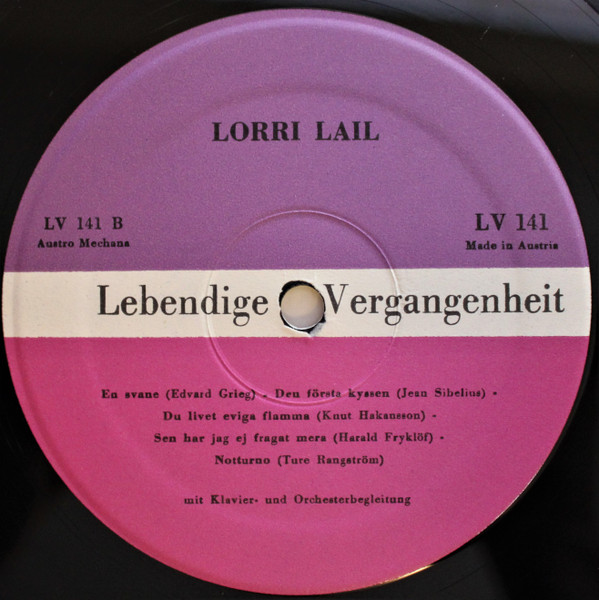 LORRI LAIL
LV 141 B
Austro Mechana
LV 141
Made in Austria
Lebendige Vergangenheit
En svane (Edvard Grieg) - Den första kyssen (Jean Sibelius) -
Du livet eviga flamma (Knut Hakansson) -
Sen har jag ej fragat mera (Harald Fryklöf) -
Notturno (Ture Rangström)
mit Klavier- und Orchesterbegleitung